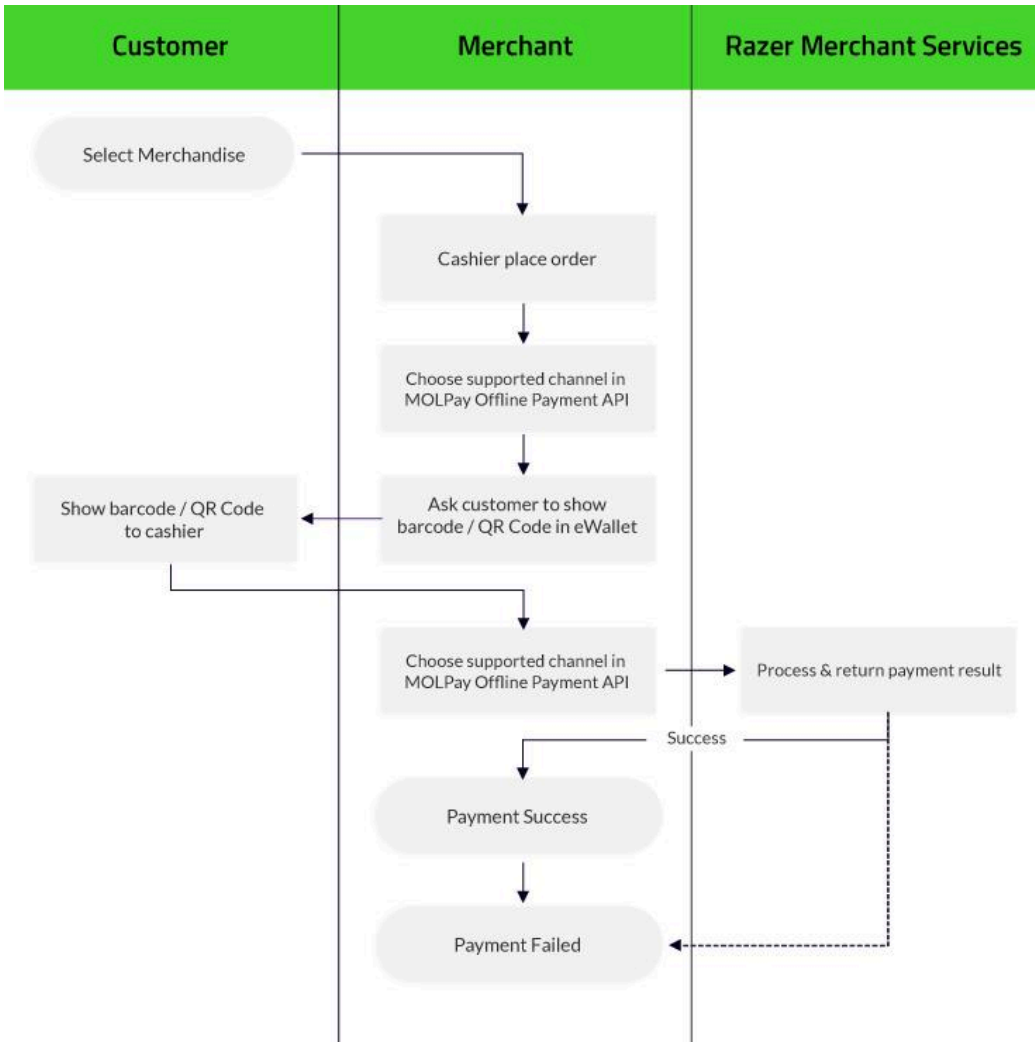 Customer
Merchant
Razer Merchant Services
Select Merchandise
Cashier place order
Choose supported channel in
MOLPay Offline Payment API
Ask customer to show
barcode / QR Code in eWallet
Show barcode / QR Code
to cashier
Choose supported channel in
MOLPay Offline Payment API
Process & return payment result
Success
Payment Success
Payment Failed